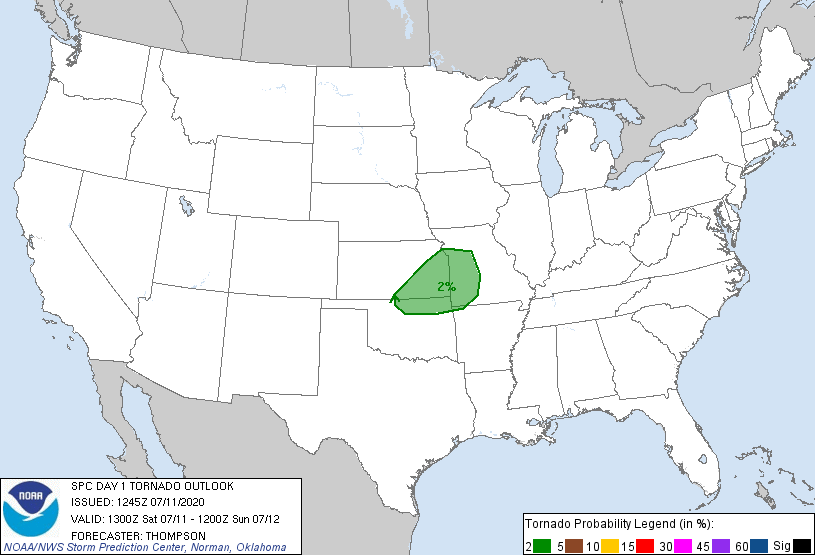 2%
NOAA
SPC DAY 1 TORNADO OUTLOOK
ISSUED: 1245Z 07/11/2020
VALID: 1300Z Sat 07/11 - 1200Z Sun 07/12
FORECASTER: THOMPSON
NOAA/NWS Storm Prediction Center, Norman, Oklahoma
Tornado Probability Legend (in %):
2 5 10 15 30 45 60 Sig